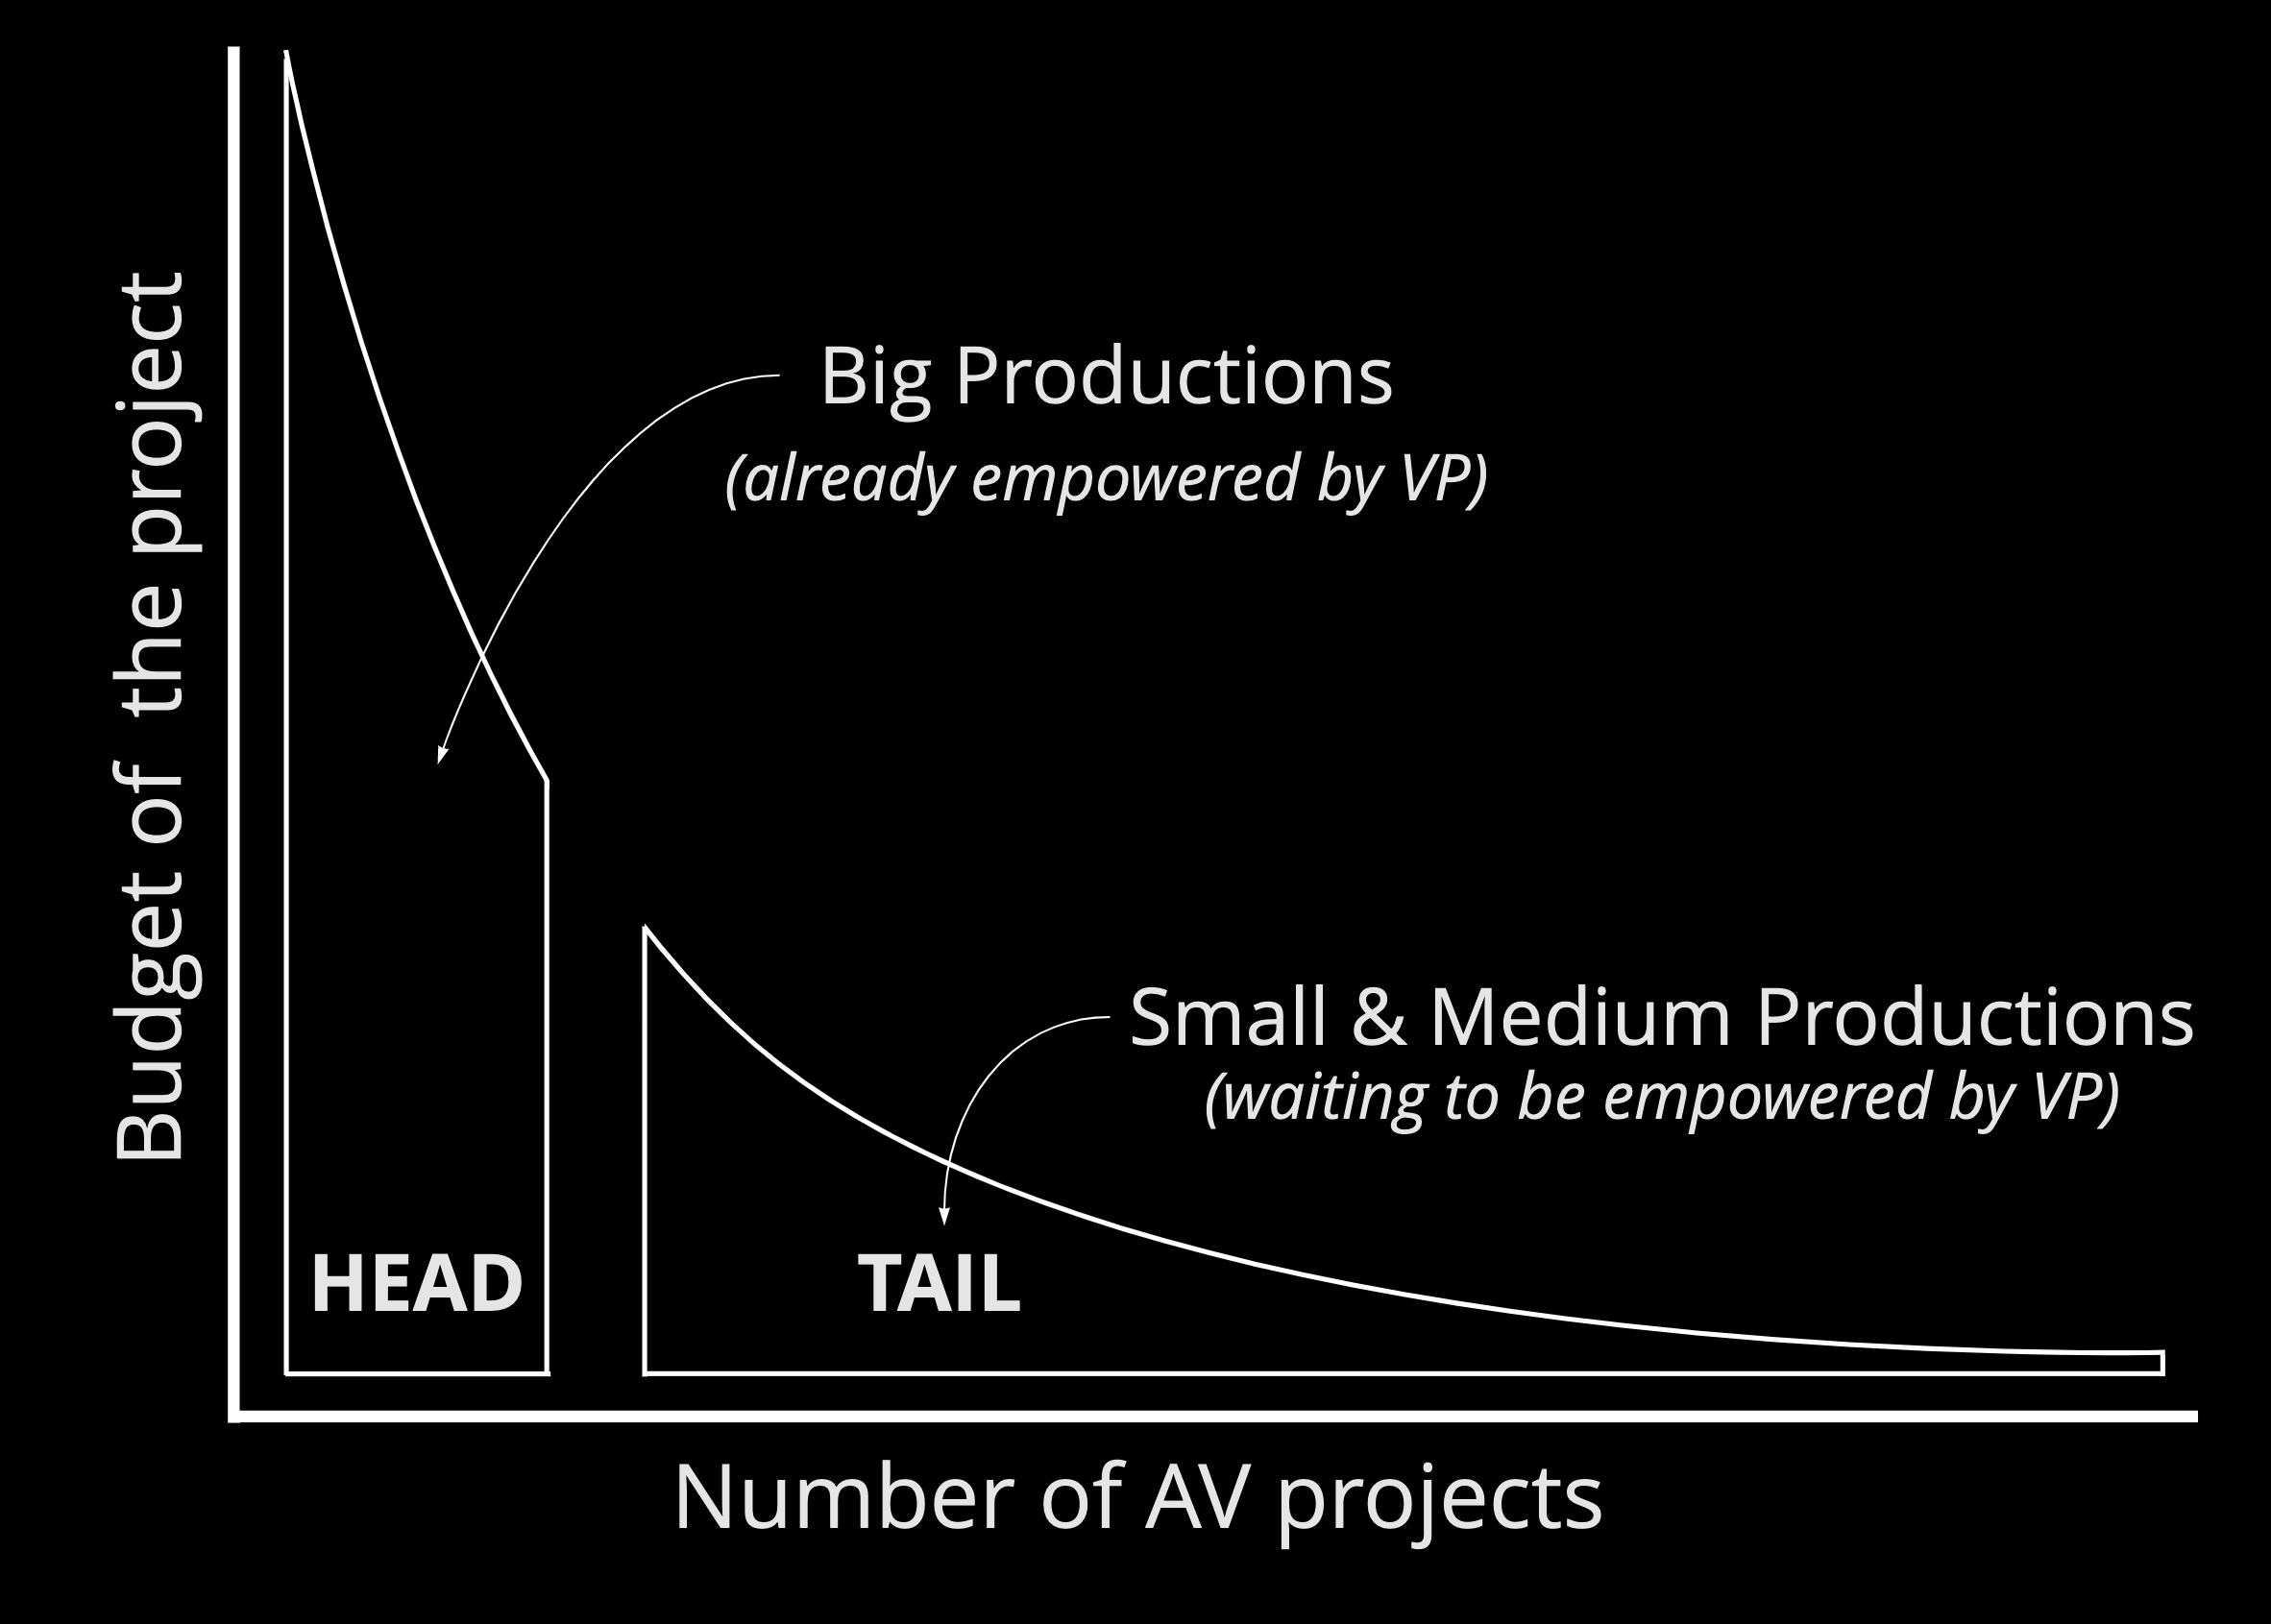 Budget of the project
Big Productions
(already empowered by VP)
Small & Medium Productions
(waiting to be empowered by VP)
HEAD
TAIL
Number of AV projects